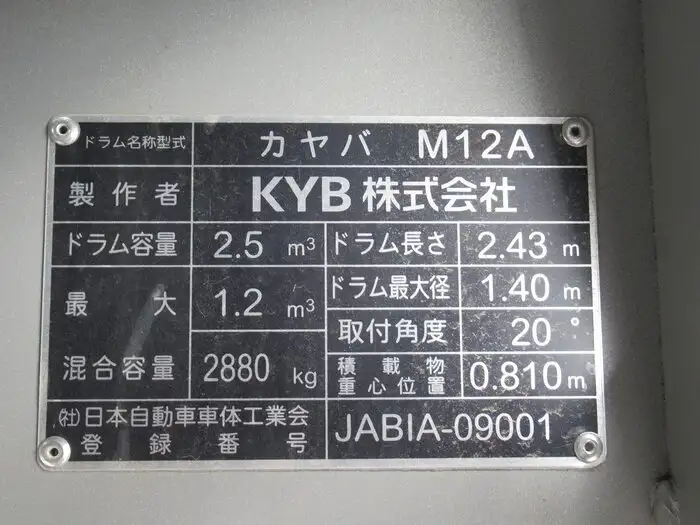 ドラム名称型式 カヤバ M12A
製作者 KYB株式会社
ドラム容量 2.5 m³ ドラム長さ 2.43 m
最大 1.2 m³ ドラム最大径 1.40 m
取付角度 20°
混合容量 2880 kg 積載物重心位置 0.810 m
㈳日本自動車車体工業会
登録番号 JABIA-09001